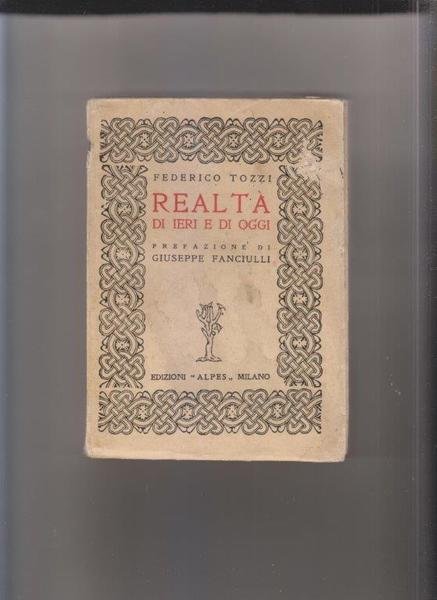 FEDERICO TOZZI
REALTÀ
DI IERI E DI OGGI
PREFAZIONE DI
GIUSEPPE FANCIULLI
EDIZIONI "ALPES„ MILANO